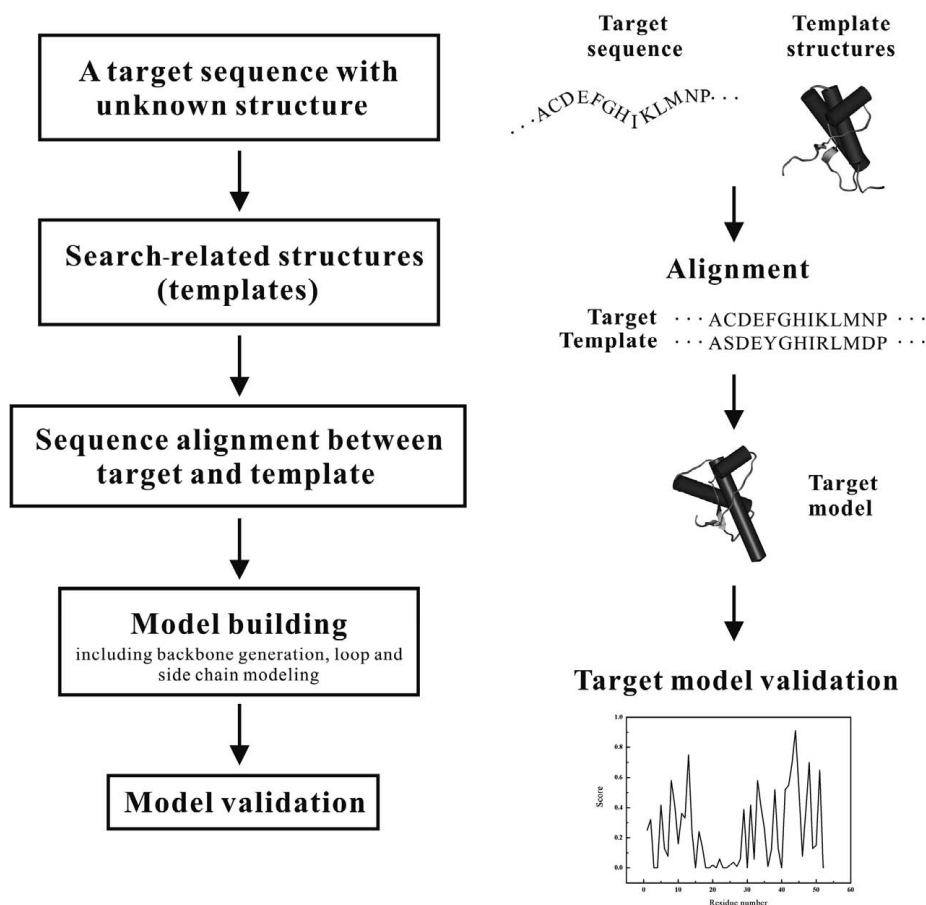 A target sequence with
unknown structure
Search-related structures
(templates)
Sequence alignment between
target and template
Model building
including backbone generation, loop and
side chain modeling
Model validation
Target
sequence
Template
structures
· · · ACDEFGHIKLMNP · · ·
Alignment
Target · · · ACDEFGHIKLMNP · · ·
Template · · · ASDEYGHIRLMDP · · ·
Target
model
Target model validation
1.0
0.8
0.6
0.4
0.2
0.0
Score
0 10 20 30 40 50 60
Residue number